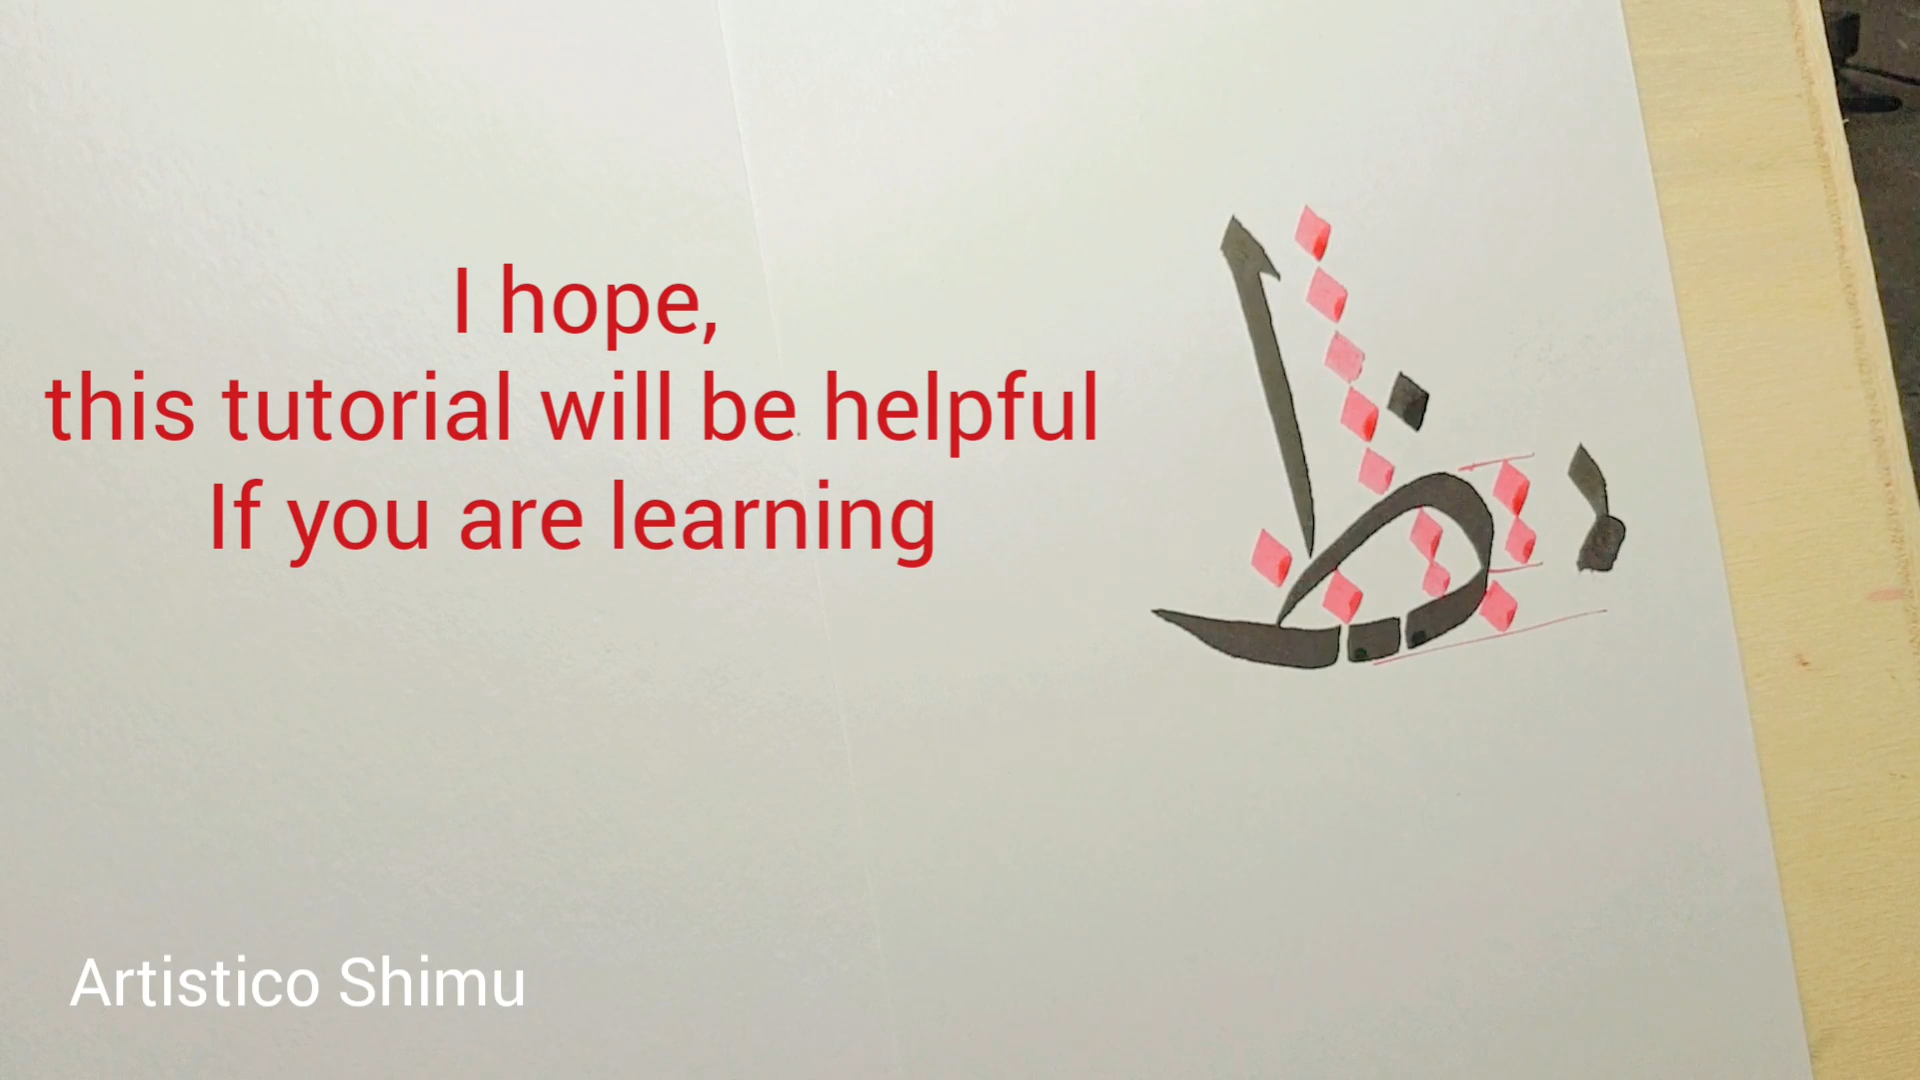 I hope,
this tutorial will be helpful
If you are learning
ظ
Artistico Shimu